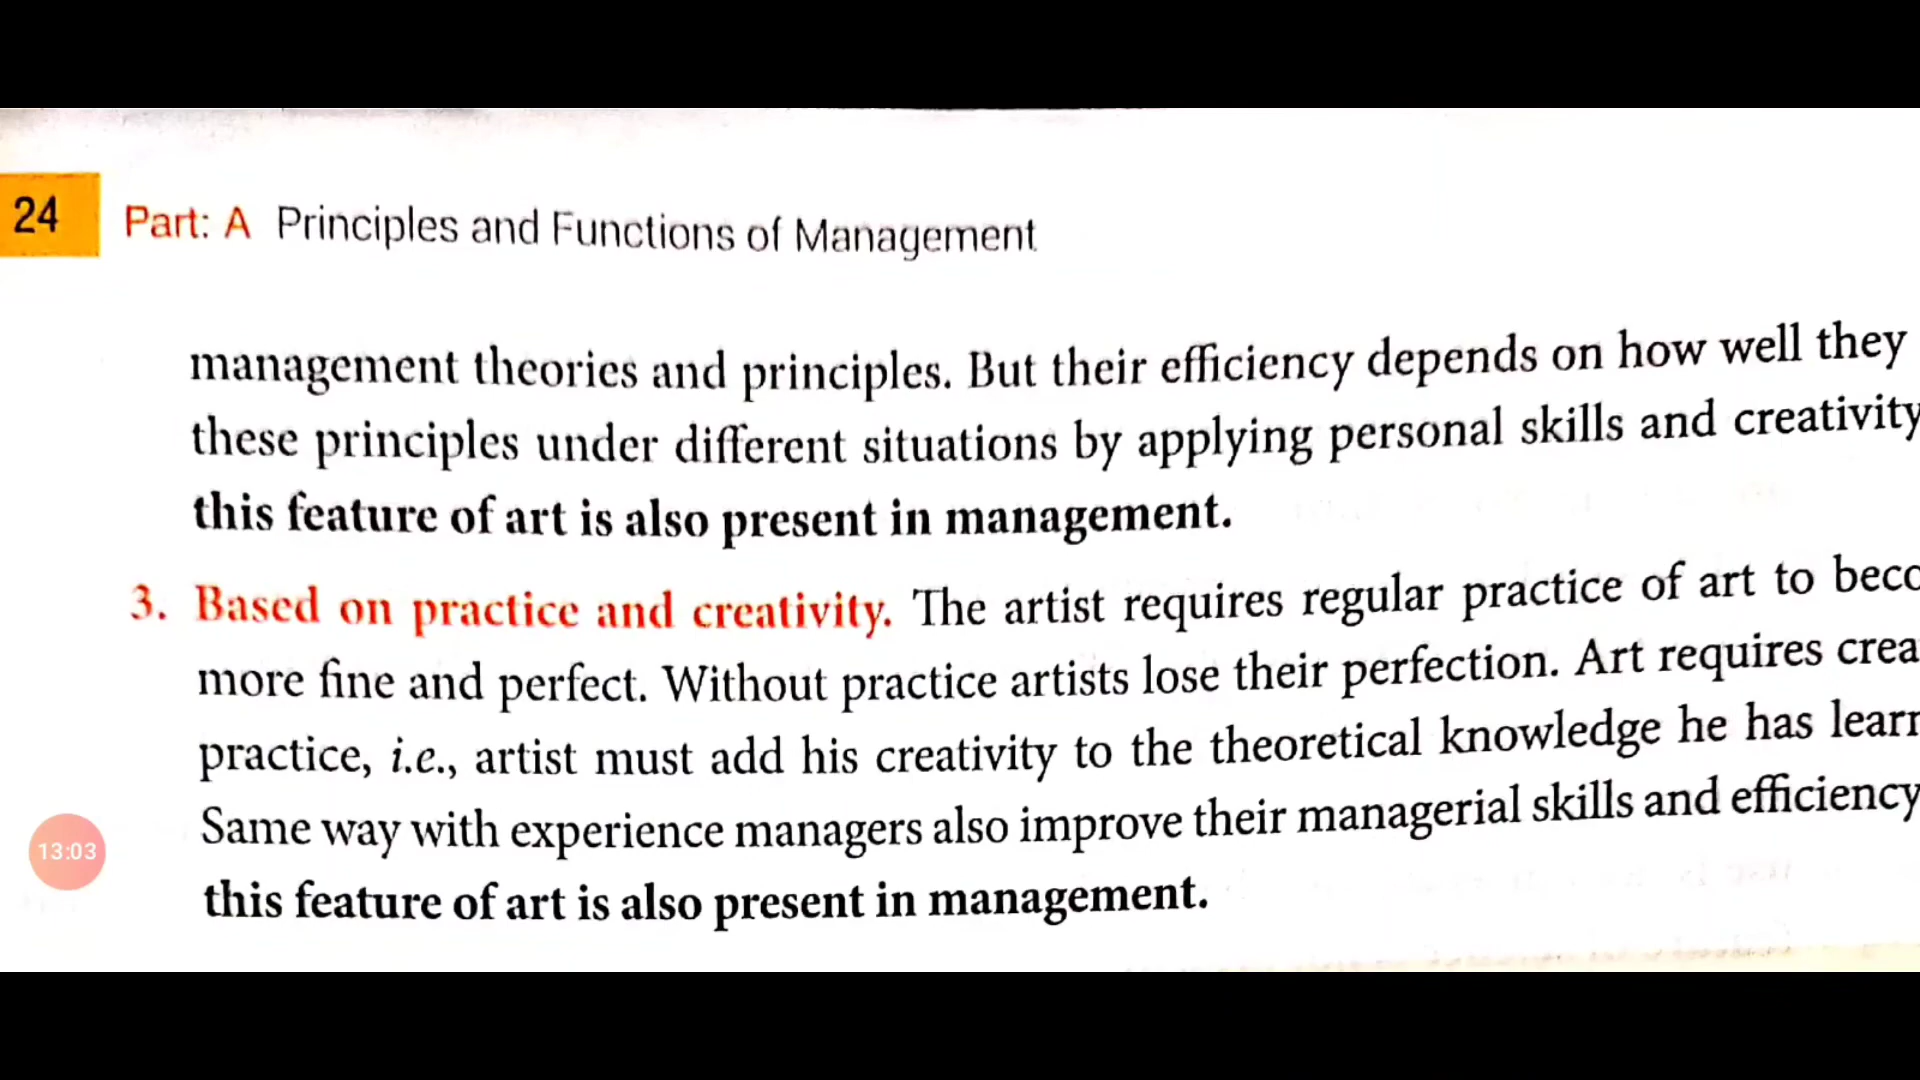 24 Part: A Principles and Functions of Management
management theories and principles. But their efficiency depends on how well they
these principles under different situations by applying personal skills and creativity
this feature of art is also present in management.
3. Based on practice and creativity. The artist requires regular practice of art to beco
more fine and perfect. Without practice artists lose their perfection. Art requires crea
practice, i.e., artist must add his creativity to the theoretical knowledge he has lear
Same way with experience managers also improve their managerial skills and efficiency
this feature of art is also present in management.
13:03